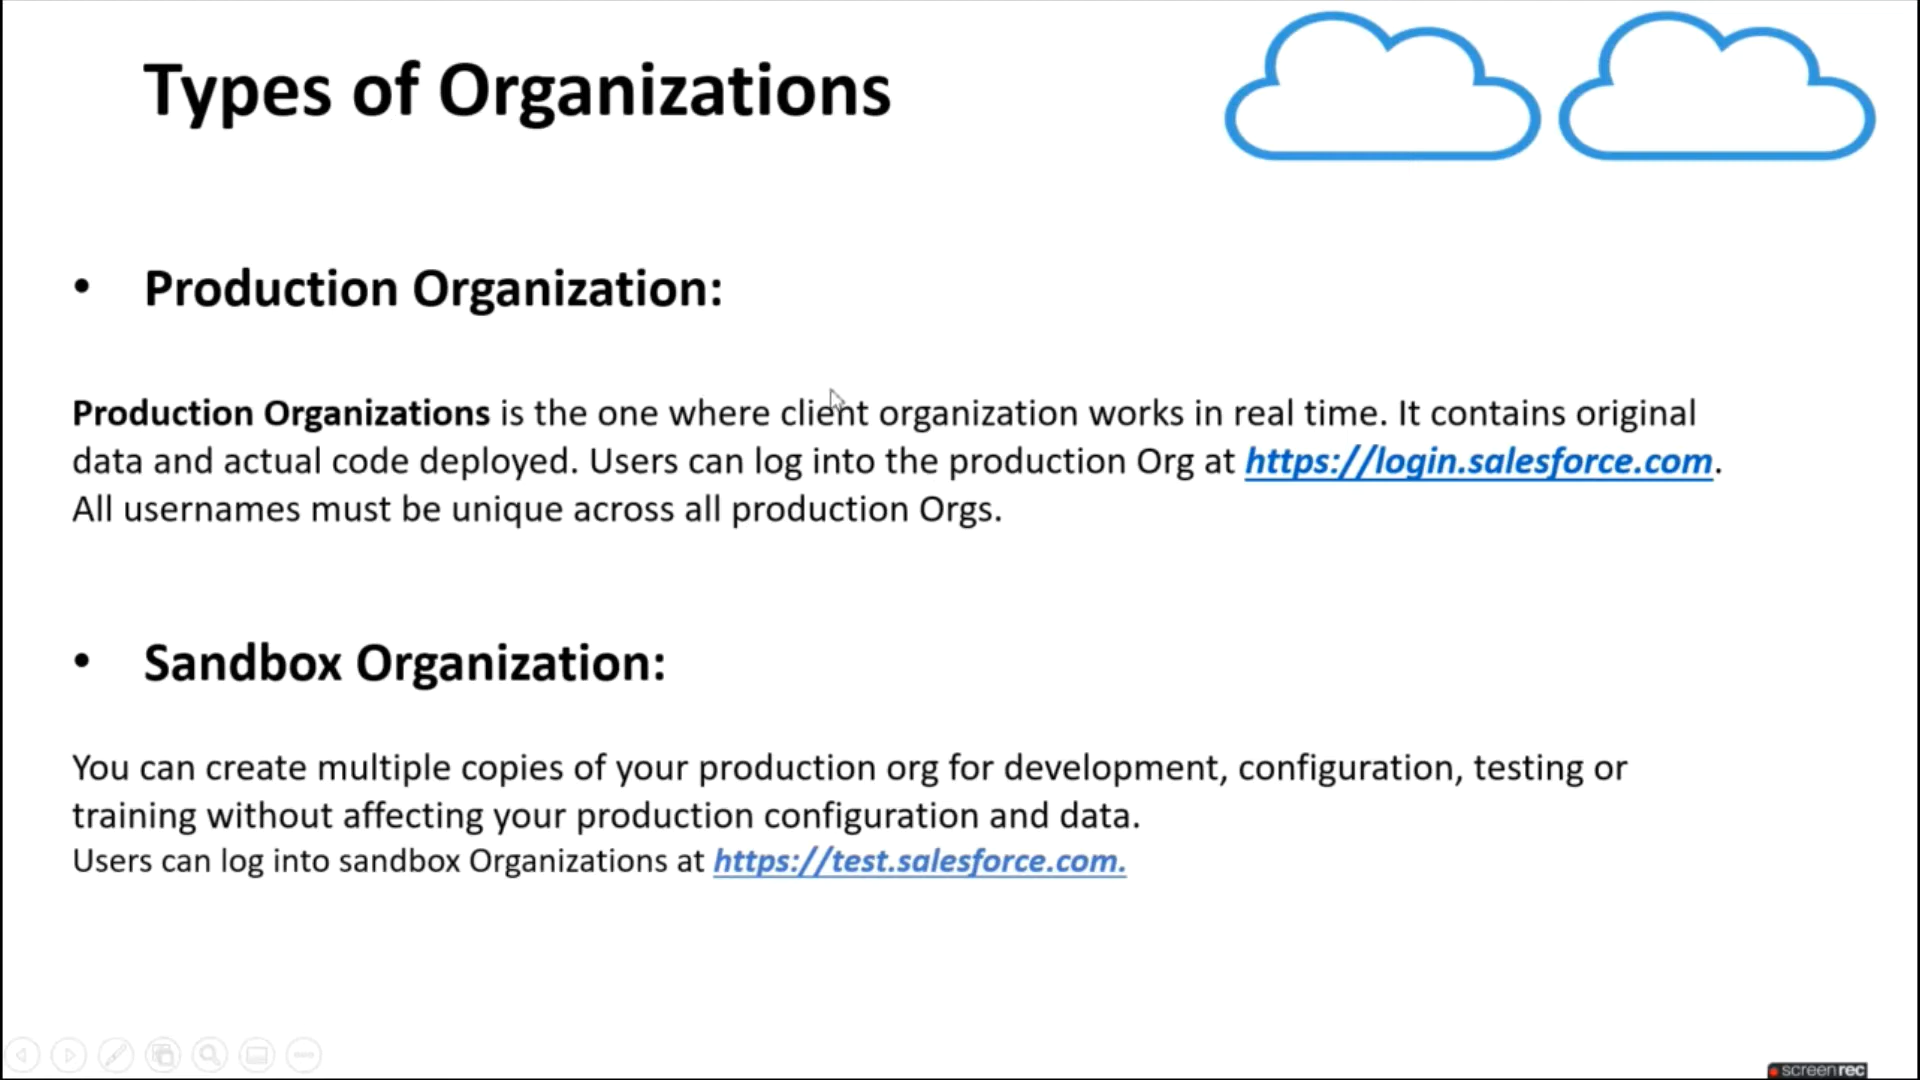 Types of Organizations
• Production Organization:
Production Organizations is the one where client organization works in real time. It contains original
data and actual code deployed. Users can log into the production Org at https://login.salesforce.com.
All usernames must be unique across all production Orgs.
• Sandbox Organization:
You can create multiple copies of your production org for development, configuration, testing or
training without affecting your production configuration and data.
Users can log into sandbox Organizations at https://test.salesforce.com.
screenrec